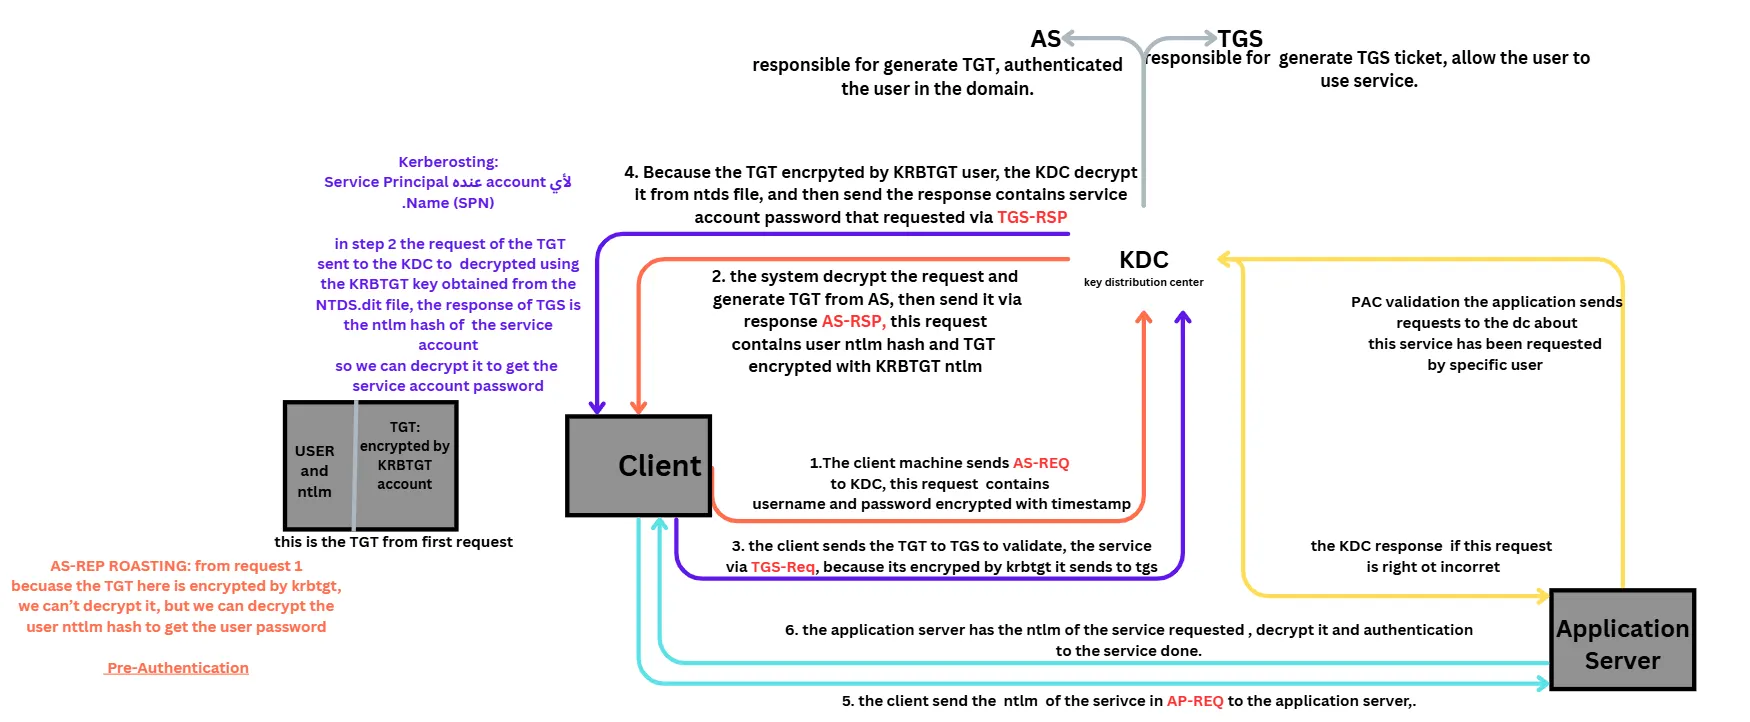 AS
TGS
responsible for generate TGT, authenticated
the user in the domain.
responsible for  generate TGS ticket, allow the user to
use service.
Kerberosting:
لأي account عنده Service Principal
.Name (SPN)
in step 2 the request of the TGT
sent to the KDC to  decrypted using
the KRBTGT key obtained from the
NTDS.dit file, the response of TGS is
the ntlm hash of  the service
account
so we can decrypt it to get the
service account password
4. Because the TGT encrpyted by KRBTGT user, the KDC decrypt
it from ntds file, and then send the response contains service
account password that requested via TGS-RSP
KDC
key distribution center
2. the system decrypt the request and
generate TGT from AS, then send it via
response AS-RSP, this request
contains user ntlm hash and TGT
encrypted with KRBTGT ntlm
PAC validation the application sends
requests to the dc about
this service has been requested
by specific user
USER
and
ntlm
TGT:
encrypted by
KRBTGT
account
this is the TGT from first request
Client
1.The client machine sends AS-REQ
to KDC, this request  contains
username and password encrypted with timestamp
3. the client sends the TGT to TGS to validate, the service
via TGS-Req, because its encryped by krbtgt it sends to tgs
the KDC response  if this request
is right ot incorret
AS-REP ROASTING: from request 1
becuase the TGT here is encrypted by krbtgt,
we can't decrypt it, but we can decrypt the
user nttlm hash to get the user password
Pre-Authentication
6. the application server has the ntlm of the service requested , decrypt it and authentication
to the service done.
Application
Server
5. the client send the  ntlm  of the serivce in AP-REQ to the application server,.